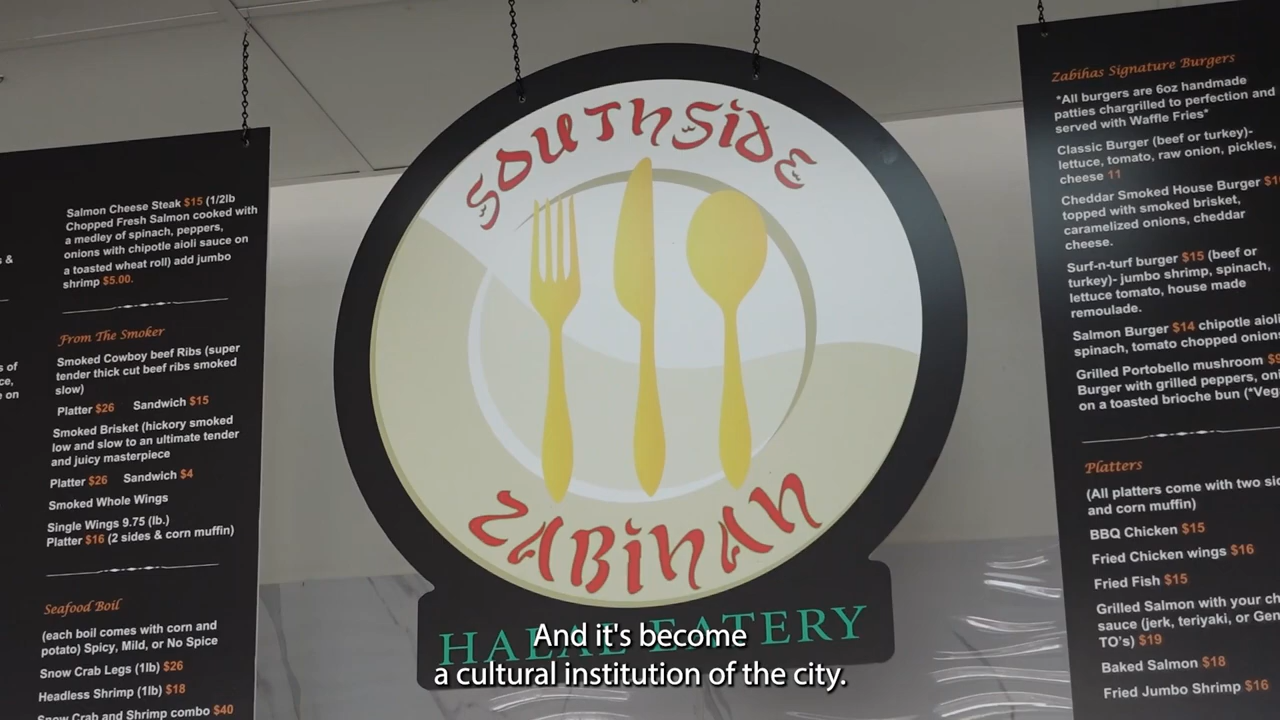 s &
s of
ce,
e on
Salmon Cheese Steak $15 (1/2lb
Chopped Fresh Salmon cooked with
a medley of spinach, peppers,
onions with chipotle aioli sauce on
a toasted wheat roll) add jumbo
shrimp $5.00.
From The Smoker
Smoked Cowboy beef Ribs (super
tender thick cut beef ribs smoked
slow)
Platter $26 Sandwich $15
Smoked Brisket (hickory smoked
low and slow to an ultimate tender
and juicy masterpiece
Platter $26 Sandwich $4
Smoked Whole Wings
Single Wings 9.75 (lb.)
Platter $16 (2 sides & corn muffin)
Seafood Boil
(each boil comes with corn and
potato) Spicy, Mild, or No Spice
Snow Crab Legs (1lb) $26
Headless Shrimp (1lb) $18
Snow Crab and Shrimp combo $40
SOUTHSIDE
ZABIHAH
HALAL EATERY
Zabihas Signature Burgers
*All burgers are 6oz handmade
patties chargrilled to perfection and
served with Waffle Fries*
Classic Burger (beef or turkey)-
lettuce, tomato, raw onion, pickles,
cheese 11
Cheddar Smoked House Burger
topped with smoked brisket,
caramelized onions, cheddar
cheese.
Surf-n-turf burger $15 (beef or
turkey)- jumbo shrimp, spinach,
lettuce tomato, house made
remoulade.
Salmon Burger $14 chipotle aioli
spinach, tomato chopped onions
Grilled Portobello mushroom
Burger with grilled peppers,
on a toasted brioche bun
Platters
(All platters come with two
and corn muffin)
BBQ Chicken $15
Fried Chicken wings $16
Fried Fish $15
Grilled Salmon with your
sauce (jerk, teriyaki, or
TO's) $19
Baked Salmon $18
Fried Jumbo Shrimp $16
And it's become
a cultural institution of the city.